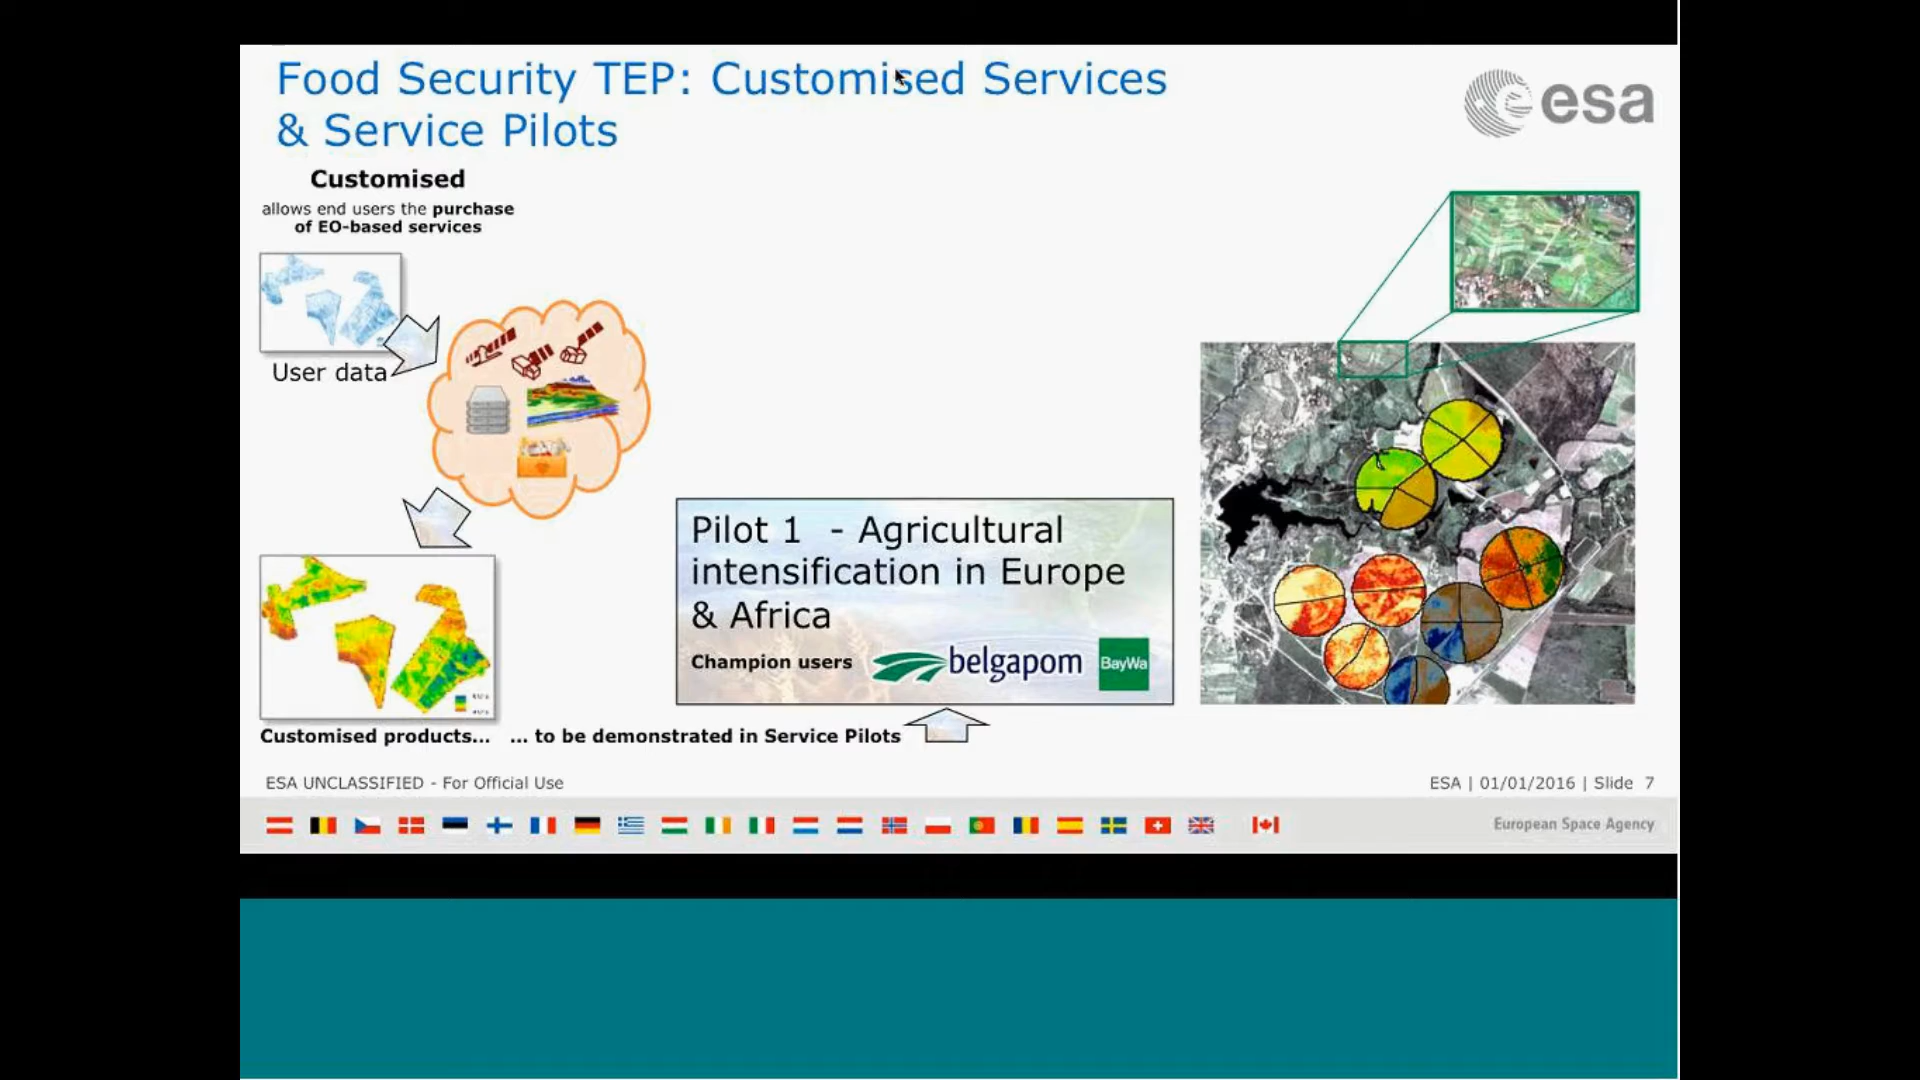 Food Security TEP: Customised Services
& Service Pilots
esa
Customised
allows end users the purchase
of EO-based services
User data
Pilot 1 - Agricultural
intensification in Europe
& Africa
Champion users
belgapom
BayWa
Customised products... ... to be demonstrated in Service Pilots
ESA UNCLASSIFIED - For Official Use
ESA | 01/01/2016 | Slide 7
European Space Agency